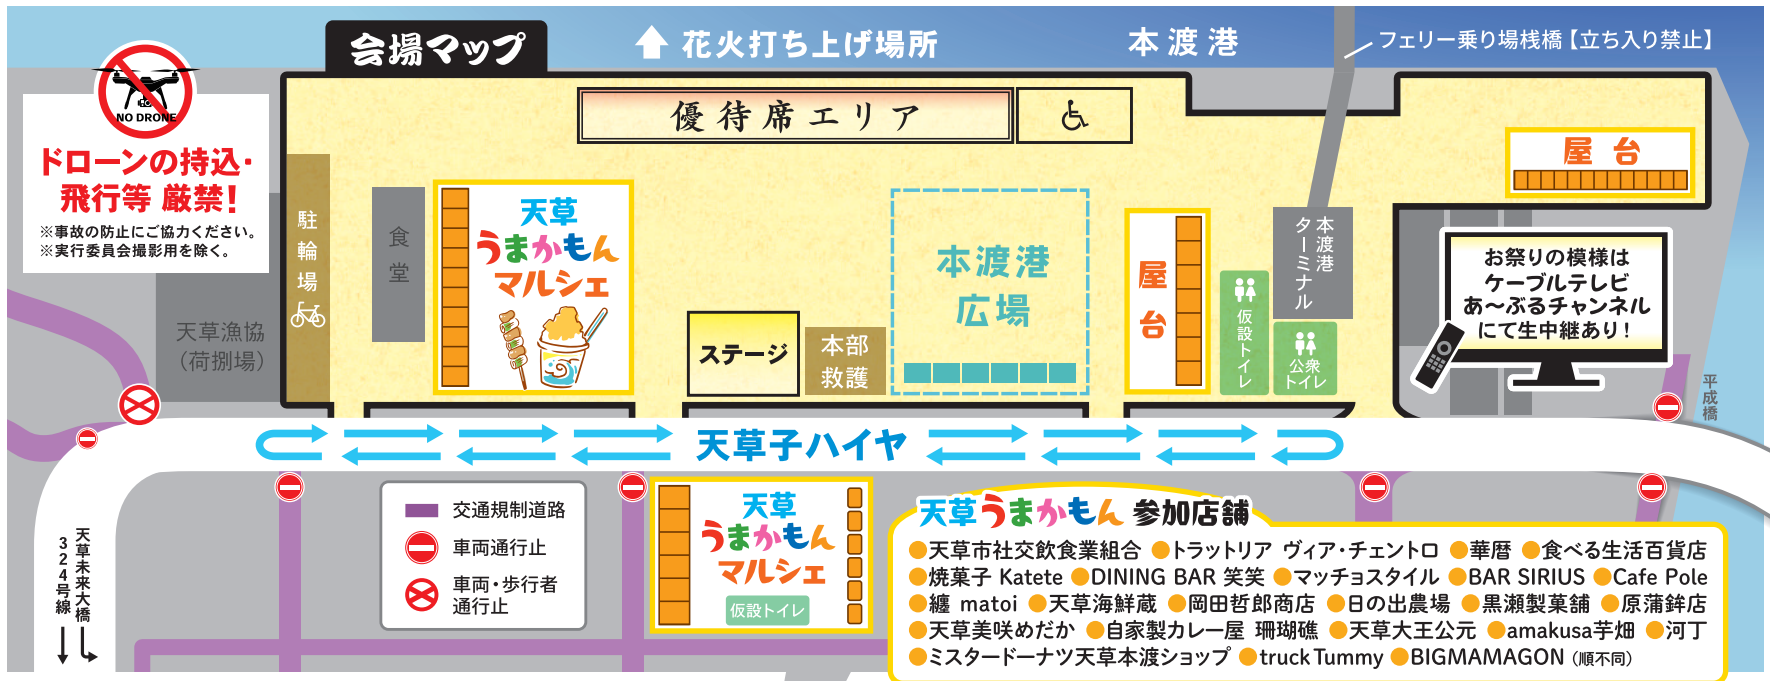 会場マップ
花火打ち上げ場所
本渡港
フェリー乗り場桟橋【立ち入り禁止】
NO DRONE
ドローンの持込・
飛行等 厳禁!
※事故の防止にご協力ください。
※実行委員会撮影用を除く。
優待席エリア
屋台
駐輪場
食堂
天草
うまかもん
マルシェ
天草漁協
(荷捌場)
ステージ
本部
救護
本渡港
広場
屋台
仮設トイレ
本渡港
ターミナル
公衆
トイレ
お祭りの模様は
ケーブルテレビ
あ〜ぶるチャンネル
にて生中継あり!
平成橋
天草子ハイヤ
天草未来大橋
324号線
交通規制道路
車両通行止
車両・歩行者
通行止
天草
うまかもん
マルシェ
仮設トイレ
天草うまかもん 参加店舗
●天草市社交飲食業組合 ●トラットリア ヴィア・チェントロ ●華暦 ●食べる生活百貨店
●焼菓子 Katete ●DINING BAR 笑笑 ●マッチョスタイル ●BAR SIRIUS ●Cafe Pole
●纏 matoi ●天草海鮮蔵 ●岡田哲郎商店 ●日の出農場 ●黒瀬製菓舗 ●原蒲鉾店
●天草美咲めだか ●自家製カレー屋 珊瑚礁 ●天草大王公元 ●amakusa芋畑 ●河丁
●ミスタードーナツ天草本渡ショップ ●truck Tummy ●BIGMAMAGON (順不同)